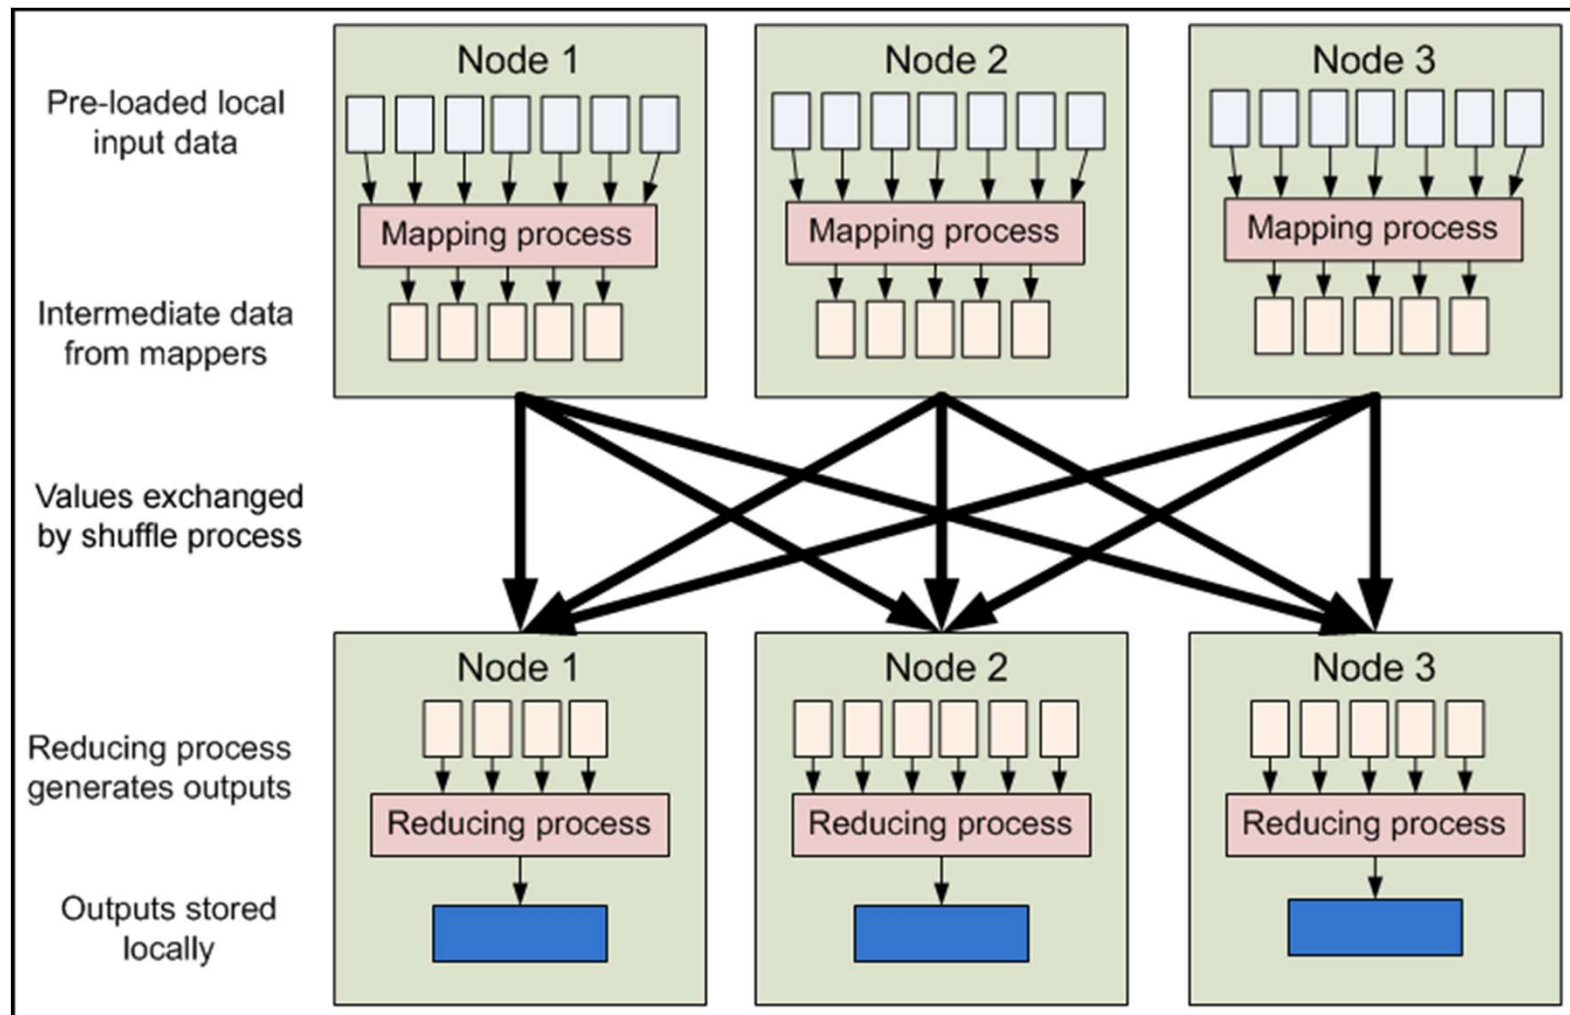 Node 1
Node 2
Node 3
Pre-loaded local
input data
Mapping process
Mapping process
Mapping process
Intermediate data
from mappers
Values exchanged
by shuffle process
Node 1
Node 2
Node 3
Reducing process
generates outputs
Reducing process
Reducing process
Reducing process
Outputs stored
locally